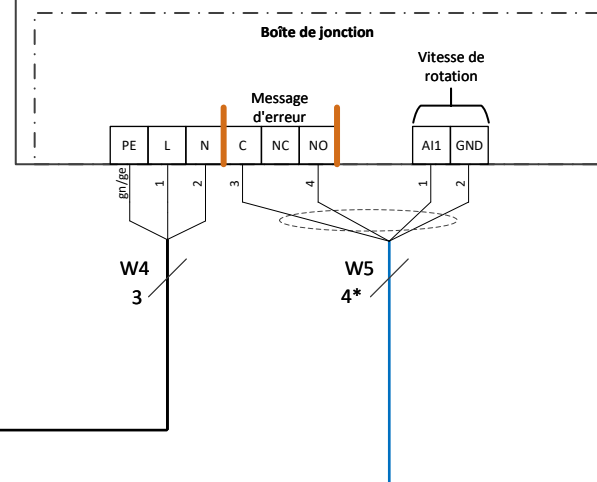 Boîte de jonction
Vitesse de
rotation
Message
d'erreur
PE L N C NC NO AI1 GND
gn/ge 1 2 3 4 1 2
W4
3
W5
4*